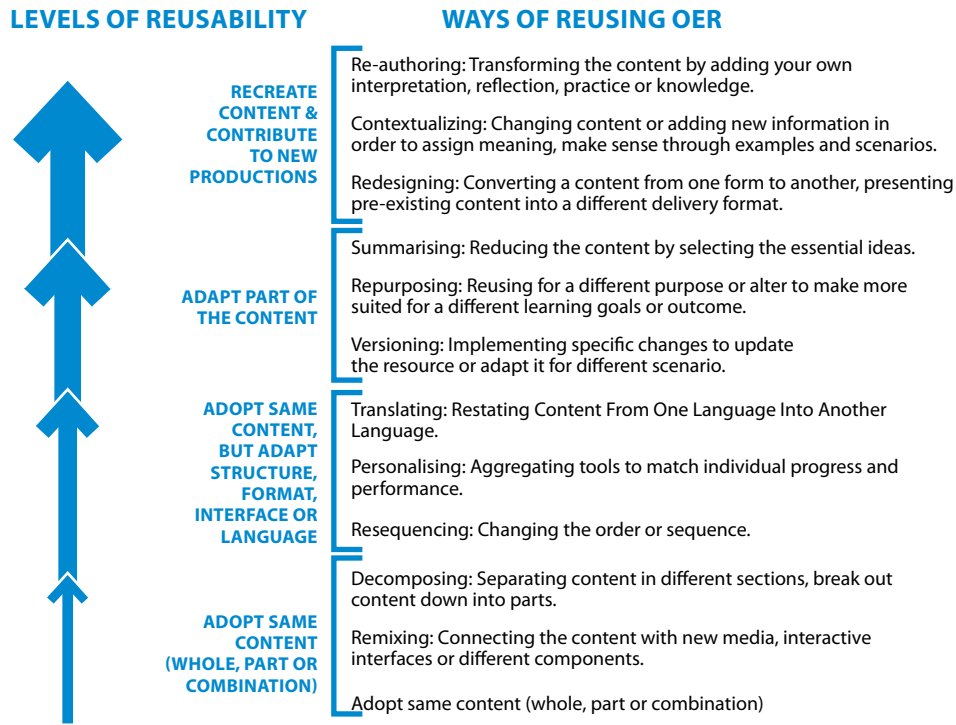 LEVELS OF REUSABILITY
WAYS OF REUSING OER
RECREATE
CONTENT &
CONTRIBUTE
TO NEW
PRODUCTIONS
Re-authoring: Transforming the content by adding your own
interpretation, reflection, practice or knowledge.
Contextualizing: Changing content or adding new information in
order to assign meaning, make sense through examples and scenarios.
Redesigning: Converting a content from one form to another, presenting
pre-existing content into a different delivery format.
ADAPT PART OF
THE CONTENT
Summarising: Reducing the content by selecting the essential ideas.
Repurposing: Reusing for a different purpose or alter to make more
suited for a different learning goals or outcome.
Versioning: Implementing specific changes to update
the resource or adapt it for different scenario.
ADOPT SAME
CONTENT,
BUT ADAPT
STRUCTURE,
FORMAT,
INTERFACE OR
LANGUAGE
Translating: Restating Content From One Language Into Another
Language.
Personalising: Aggregating tools to match individual progress and
performance.
Resequencing: Changing the order or sequence.
ADOPT SAME
CONTENT
(WHOLE, PART OR
COMBINATION)
Decomposing: Separating content in different sections, break out
content down into parts.
Remixing: Connecting the content with new media, interactive
interfaces or different components.
Adopt same content (whole, part or combination)